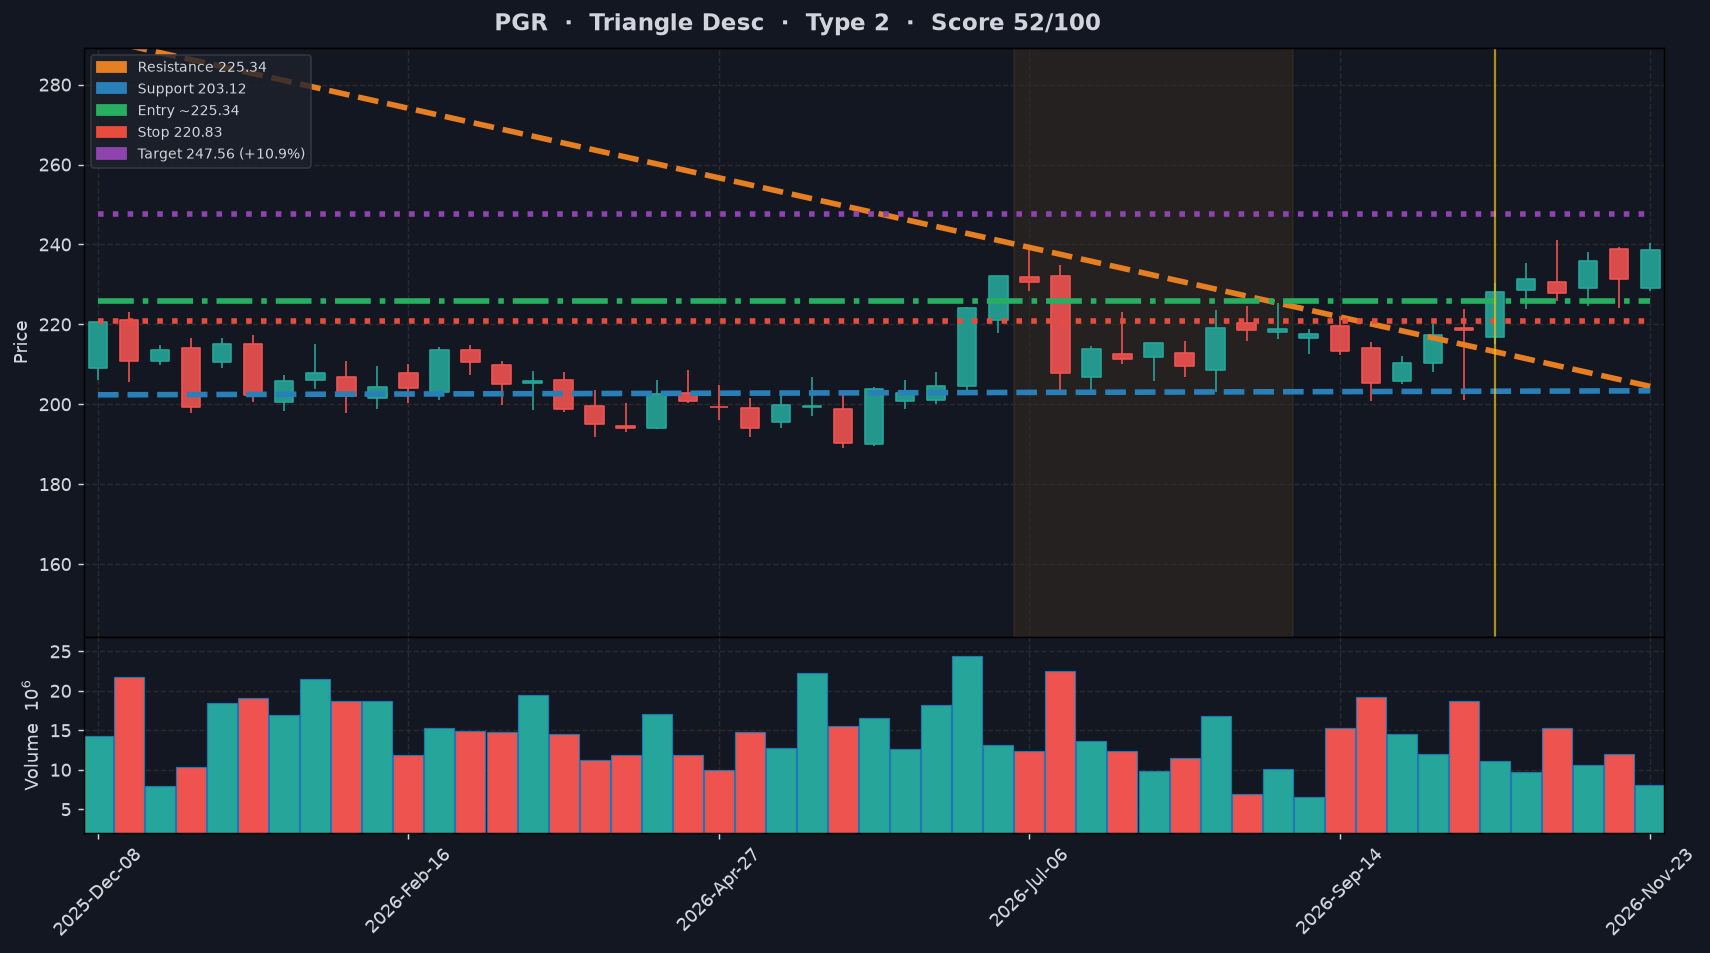 PGR · Triangle Desc · Type 2 · Score 52/100
Resistance 225.34
Support 203.12
Entry ~225.34
Stop 220.83
Target 247.56 (+10.9%)
Price
280
260
240
220
200
180
160
Volume 10⁶
25
20
15
10
5
2025-Dec-08
2026-Feb-16
2026-Apr-27
2026-Jul-06
2026-Sep-14
2026-Nov-23